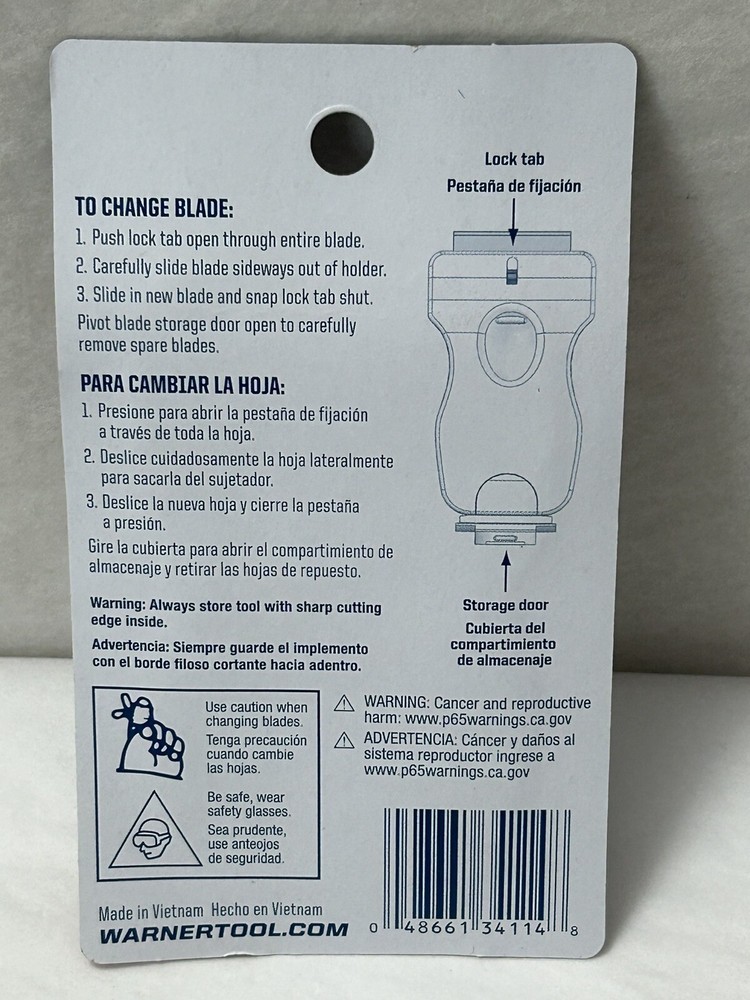 TO CHANGE BLADE:
1. Push lock tab open through entire blade.
2. Carefully slide blade sideways out of holder.
3. Slide in new blade and snap lock tab shut.
Pivot blade storage door open to carefully
remove spare blades.
PARA CAMBIAR LA HOJA:
1. Presione para abrir la pestaña de fijación
a través de toda la hoja.
2. Deslice cuidadosamente la hoja lateralmente
para sacarla del sujetador.
3. Deslice la nueva hoja y cierre la pestaña
a presión.
Gire la cubierta para abrir el compartimiento de
almacenaje y retirar las hojas de repuesto.
Warning: Always store tool with sharp cutting
edge inside.
Advertencia: Siempre guarde el implemento
con el borde filoso cortante hacia adentro.
Lock tab
Pestaña de fijación
Storage door
Cubierta del
compartimiento
de almacenaje
Use caution when
changing blades.
Tenga precaución
cuando cambie
las hojas.
Be safe, wear
safety glasses.
Sea prudente,
use anteojos
de seguridad.
WARNING: Cancer and reproductive
harm: www.p65warnings.ca.gov
ADVERTENCIA: Cáncer y daños al
sistema reproductor ingrese a
www.p65warnings.ca.gov
Made in Vietnam Hecho en Vietnam
WARNERTOOL.COM
0 48661 34114 8